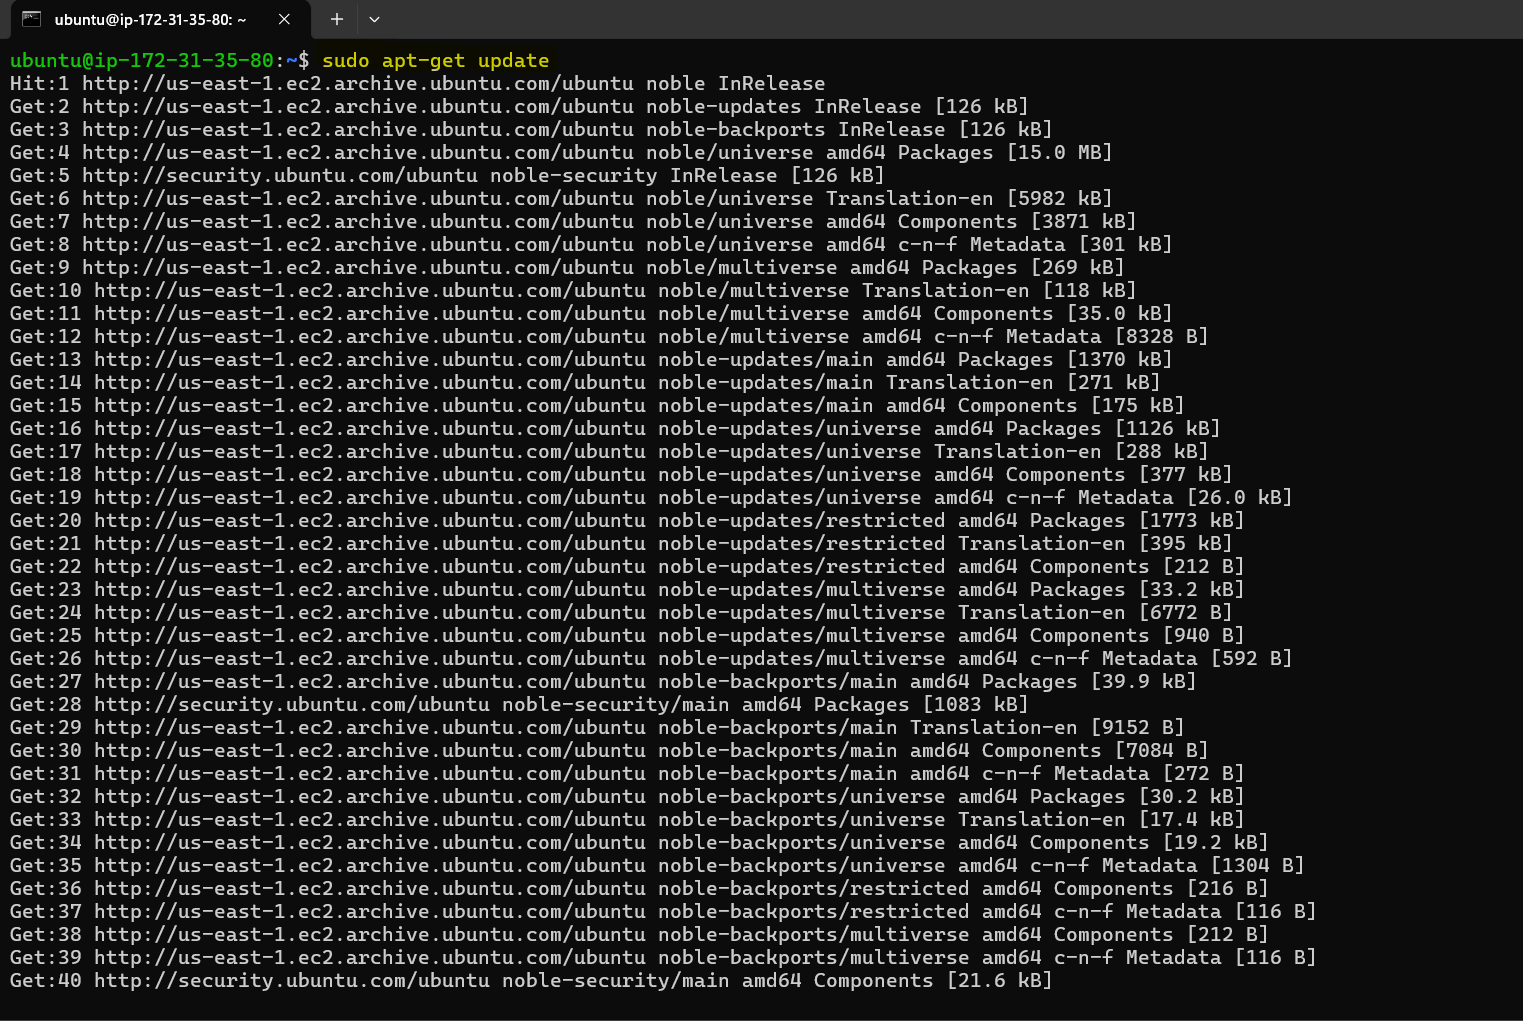 ubuntu@ip-172-31-35-80: ~
ubuntu@ip-172-31-35-80:~$ sudo apt-get update
Hit:1 http://us-east-1.ec2.archive.ubuntu.com/ubuntu noble InRelease
Get:2 http://us-east-1.ec2.archive.ubuntu.com/ubuntu noble-updates InRelease [126 kB]
Get:3 http://us-east-1.ec2.archive.ubuntu.com/ubuntu noble-backports InRelease [126 kB]
Get:4 http://us-east-1.ec2.archive.ubuntu.com/ubuntu noble/universe amd64 Packages [15.0 MB]
Get:5 http://security.ubuntu.com/ubuntu noble-security InRelease [126 kB]
Get:6 http://us-east-1.ec2.archive.ubuntu.com/ubuntu noble/universe Translation-en [5982 kB]
Get:7 http://us-east-1.ec2.archive.ubuntu.com/ubuntu noble/universe amd64 Components [3871 kB]
Get:8 http://us-east-1.ec2.archive.ubuntu.com/ubuntu noble/universe amd64 c-n-f Metadata [301 kB]
Get:9 http://us-east-1.ec2.archive.ubuntu.com/ubuntu noble/multiverse amd64 Packages [269 kB]
Get:10 http://us-east-1.ec2.archive.ubuntu.com/ubuntu noble/multiverse Translation-en [118 kB]
Get:11 http://us-east-1.ec2.archive.ubuntu.com/ubuntu noble/multiverse amd64 Components [35.0 kB]
Get:12 http://us-east-1.ec2.archive.ubuntu.com/ubuntu noble/multiverse amd64 c-n-f Metadata [8328 B]
Get:13 http://us-east-1.ec2.archive.ubuntu.com/ubuntu noble-updates/main amd64 Packages [1370 kB]
Get:14 http://us-east-1.ec2.archive.ubuntu.com/ubuntu noble-updates/main Translation-en [271 kB]
Get:15 http://us-east-1.ec2.archive.ubuntu.com/ubuntu noble-updates/main amd64 Components [175 kB]
Get:16 http://us-east-1.ec2.archive.ubuntu.com/ubuntu noble-updates/universe amd64 Packages [1126 kB]
Get:17 http://us-east-1.ec2.archive.ubuntu.com/ubuntu noble-updates/universe Translation-en [288 kB]
Get:18 http://us-east-1.ec2.archive.ubuntu.com/ubuntu noble-updates/universe amd64 Components [377 kB]
Get:19 http://us-east-1.ec2.archive.ubuntu.com/ubuntu noble-updates/universe amd64 c-n-f Metadata [26.0 kB]
Get:20 http://us-east-1.ec2.archive.ubuntu.com/ubuntu noble-updates/restricted amd64 Packages [1773 kB]
Get:21 http://us-east-1.ec2.archive.ubuntu.com/ubuntu noble-updates/restricted Translation-en [395 kB]
Get:22 http://us-east-1.ec2.archive.ubuntu.com/ubuntu noble-updates/restricted amd64 Components [212 B]
Get:23 http://us-east-1.ec2.archive.ubuntu.com/ubuntu noble-updates/multiverse amd64 Packages [33.2 kB]
Get:24 http://us-east-1.ec2.archive.ubuntu.com/ubuntu noble-updates/multiverse Translation-en [6772 B]
Get:25 http://us-east-1.ec2.archive.ubuntu.com/ubuntu noble-updates/multiverse amd64 Components [940 B]
Get:26 http://us-east-1.ec2.archive.ubuntu.com/ubuntu noble-updates/multiverse amd64 c-n-f Metadata [592 B]
Get:27 http://us-east-1.ec2.archive.ubuntu.com/ubuntu noble-backports/main amd64 Packages [39.9 kB]
Get:28 http://security.ubuntu.com/ubuntu noble-security/main amd64 Packages [1083 kB]
Get:29 http://us-east-1.ec2.archive.ubuntu.com/ubuntu noble-backports/main Translation-en [9152 B]
Get:30 http://us-east-1.ec2.archive.ubuntu.com/ubuntu noble-backports/main amd64 Components [7084 B]
Get:31 http://us-east-1.ec2.archive.ubuntu.com/ubuntu noble-backports/main amd64 c-n-f Metadata [272 B]
Get:32 http://us-east-1.ec2.archive.ubuntu.com/ubuntu noble-backports/universe amd64 Packages [30.2 kB]
Get:33 http://us-east-1.ec2.archive.ubuntu.com/ubuntu noble-backports/universe Translation-en [17.4 kB]
Get:34 http://us-east-1.ec2.archive.ubuntu.com/ubuntu noble-backports/universe amd64 Components [19.2 kB]
Get:35 http://us-east-1.ec2.archive.ubuntu.com/ubuntu noble-backports/universe amd64 c-n-f Metadata [1304 B]
Get:36 http://us-east-1.ec2.archive.ubuntu.com/ubuntu noble-backports/restricted amd64 Components [216 B]
Get:37 http://us-east-1.ec2.archive.ubuntu.com/ubuntu noble-backports/restricted amd64 c-n-f Metadata [116 B]
Get:38 http://us-east-1.ec2.archive.ubuntu.com/ubuntu noble-backports/multiverse amd64 Components [212 B]
Get:39 http://us-east-1.ec2.archive.ubuntu.com/ubuntu noble-backports/multiverse amd64 c-n-f Metadata [116 B]
Get:40 http://security.ubuntu.com/ubuntu noble-security/main amd64 Components [21.6 kB]